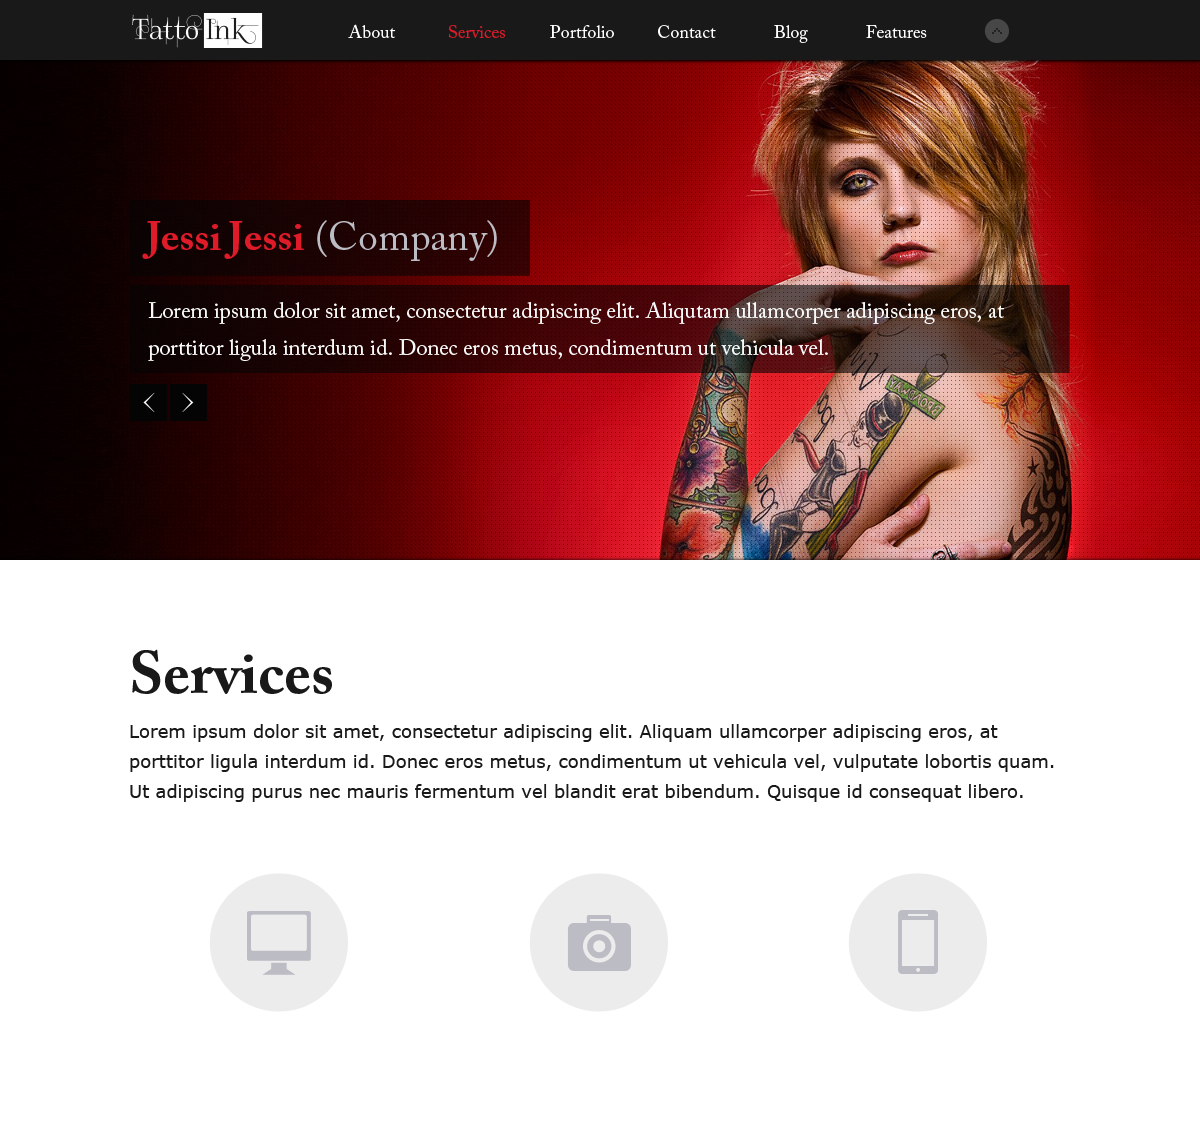 Tatto Ink
About Services Portfolio Contact Blog Features
Jessi Jessi (Company)
Lorem ipsum dolor sit amet, consectetur adipiscing elit. Aliqutam ullamcorper adipiscing eros, at
porttitor ligula interdum id. Donec eros metus, condimentum ut vehicula vel.
Services
Lorem ipsum dolor sit amet, consectetur adipiscing elit. Aliquam ullamcorper adipiscing eros, at
porttitor ligula interdum id. Donec eros metus, condimentum ut vehicula vel, vulputate lobortis quam.
Ut adipiscing purus nec mauris fermentum vel blandit erat bibendum. Quisque id consequat libero.